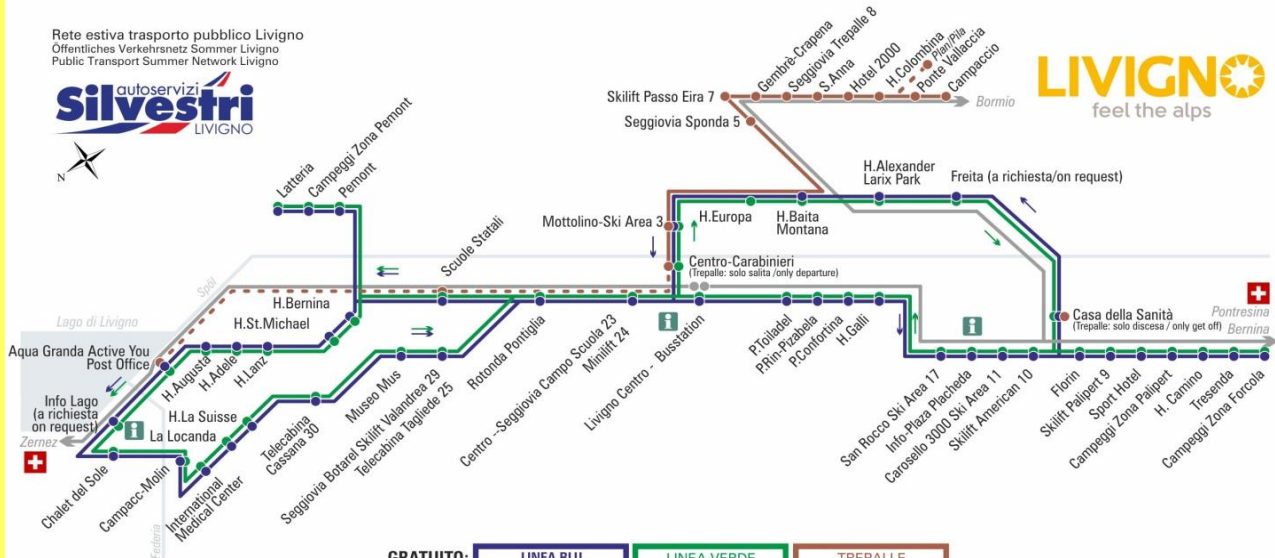 Rete estiva trasporto pubblico Livigno
Öffentliches Verkehrsnetz Sommer Livigno
Public Transport Summer Network Livigno
autoservizi
Silvestri
LIVIGNO
N
LIVIGNO
feel the alps
Skilift Passo Eira 7
Gembrè-Crapena
Seggiovia Trepalle 8
S.Anna
Hotel 2000
H.Colombina
Plan/Pila
Ponte Vallaccia
Campaccio
Bormio
Seggiovia Sponda 5
Latteria
Campeggi Zona Pemont
Pemont
Mottolino-Ski Area 3
H.Europa
H.Baita
Montana
H.Alexander
Larix Park
Freita (a richiesta/on request)
Centro-Carabinieri
(Trepalle: solo salita /only departure)
Scuole Statali
Spöl
Lago di Livigno
H.Bernina
H.St.Michael
Aqua Granda Active You
Post Office
H.Augusta
H.Adele
H.Lanz
Info Lago
(a richiesta
on request)
i
Zernez
H.La Suisse
La Locanda
Chalet del Sole
Campacc-Molin
International
Medical Center
Telecabina
Cassana 30
Museo Mus
Seggiovia Botarel Skilift Valandrea 29
Telecabina Tagliede 25
Rotonda Pontiglia
Centro --Seggiovia Campo Scuola 23
Minilift 24
i
Livigno Centro - Busstation
P.Toiladel
P.Rin-Pizabela
P.Confortina
H.Galli
i
San Rocco Ski Area 17
Info-Plaza Placheda
Carosello 3000 Ski Area 11
Skilift American 10
Casa della Sanità
(Trepalle: solo discesa / only get off)
Pontresina
Bernina
Florin
Skilift Palipert 9
Sport Hotel
Campeggi Zona Palipert
H. Camino
Tresenda
Campeggi Zona Forcola
Federia
GRATUITO:
LINEA BLU
LINEA VERDE
TREPALLE